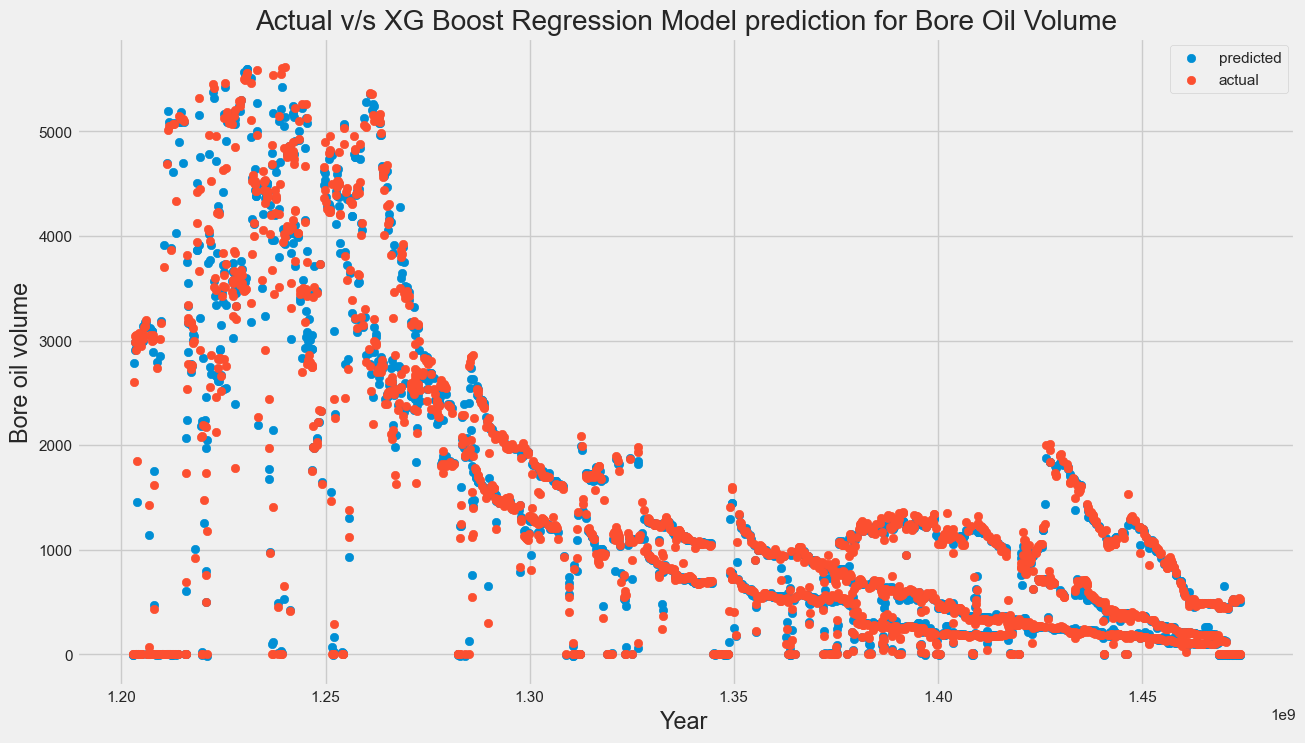 Actual v/s XG Boost Regression Model prediction for Bore Oil Volume
predicted
actual
Bore oil volume
5000
4000
3000
2000
1000
0
1.20 1.25 1.30 1.35 1.40 1.45
1e9
Year